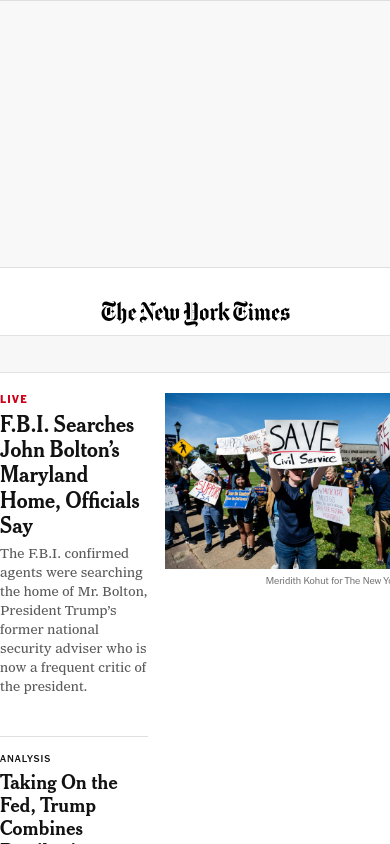 The New York Times
LIVE
F.B.I. Searches
John Bolton’s
Maryland
Home, Officials
Say
The F.B.I. confirmed
agents were searching
the home of Mr. Bolton,
President Trump’s
former national
security adviser who is
now a frequent critic of
the president.
SAVE
Civil Service
Meridith Kohut for The New Yo
ANALYSIS
Taking On the
Fed, Trump
Combines